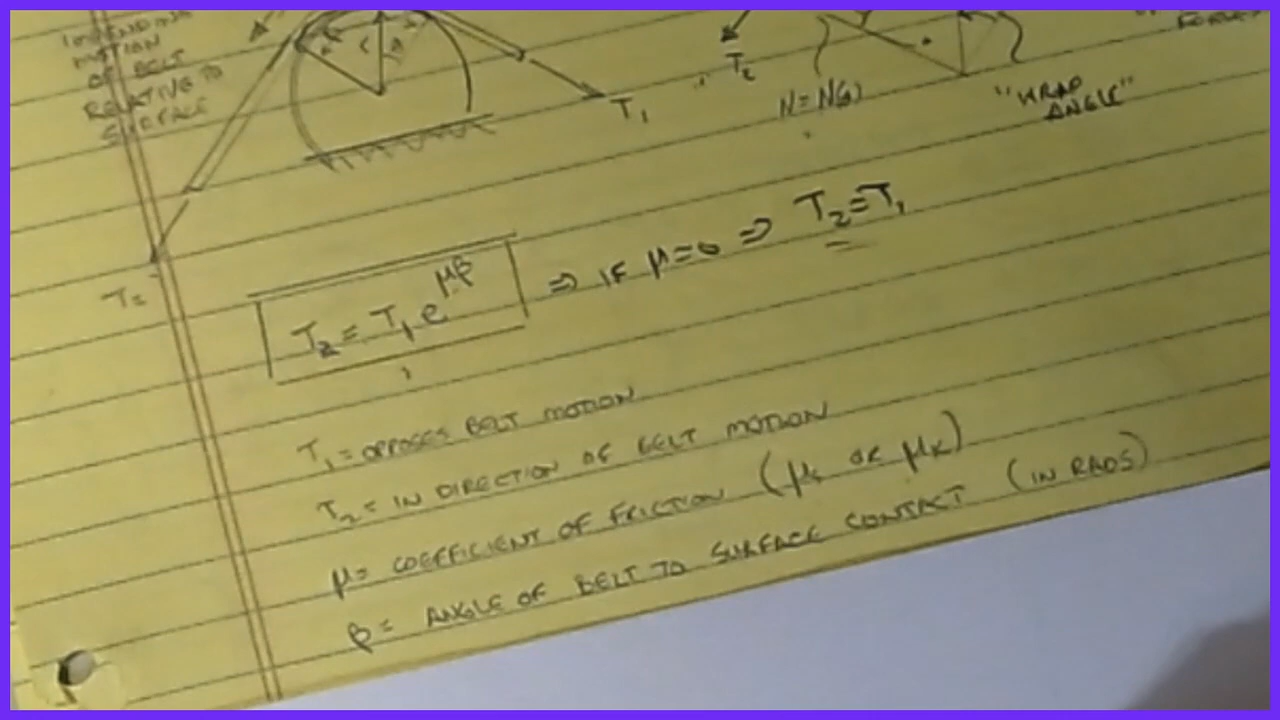 MOTION
OF BELT
RELATIVE TO
SURFACE
T₁
T₂
N = N(θ)
"WRAP
ANGLE"
T₂
T₂ = T₁ e^μβ ⇒ IF μ=0 ⇒ T₂=T₁
T₁ = OPPOSES BELT MOTION
T₂ = IN DIRECTION OF BELT MOTION
μ = COEFFICIENT OF FRICTION (μs OR μK)
β = ANGLE OF BELT TO SURFACE CONTACT (IN RADS)